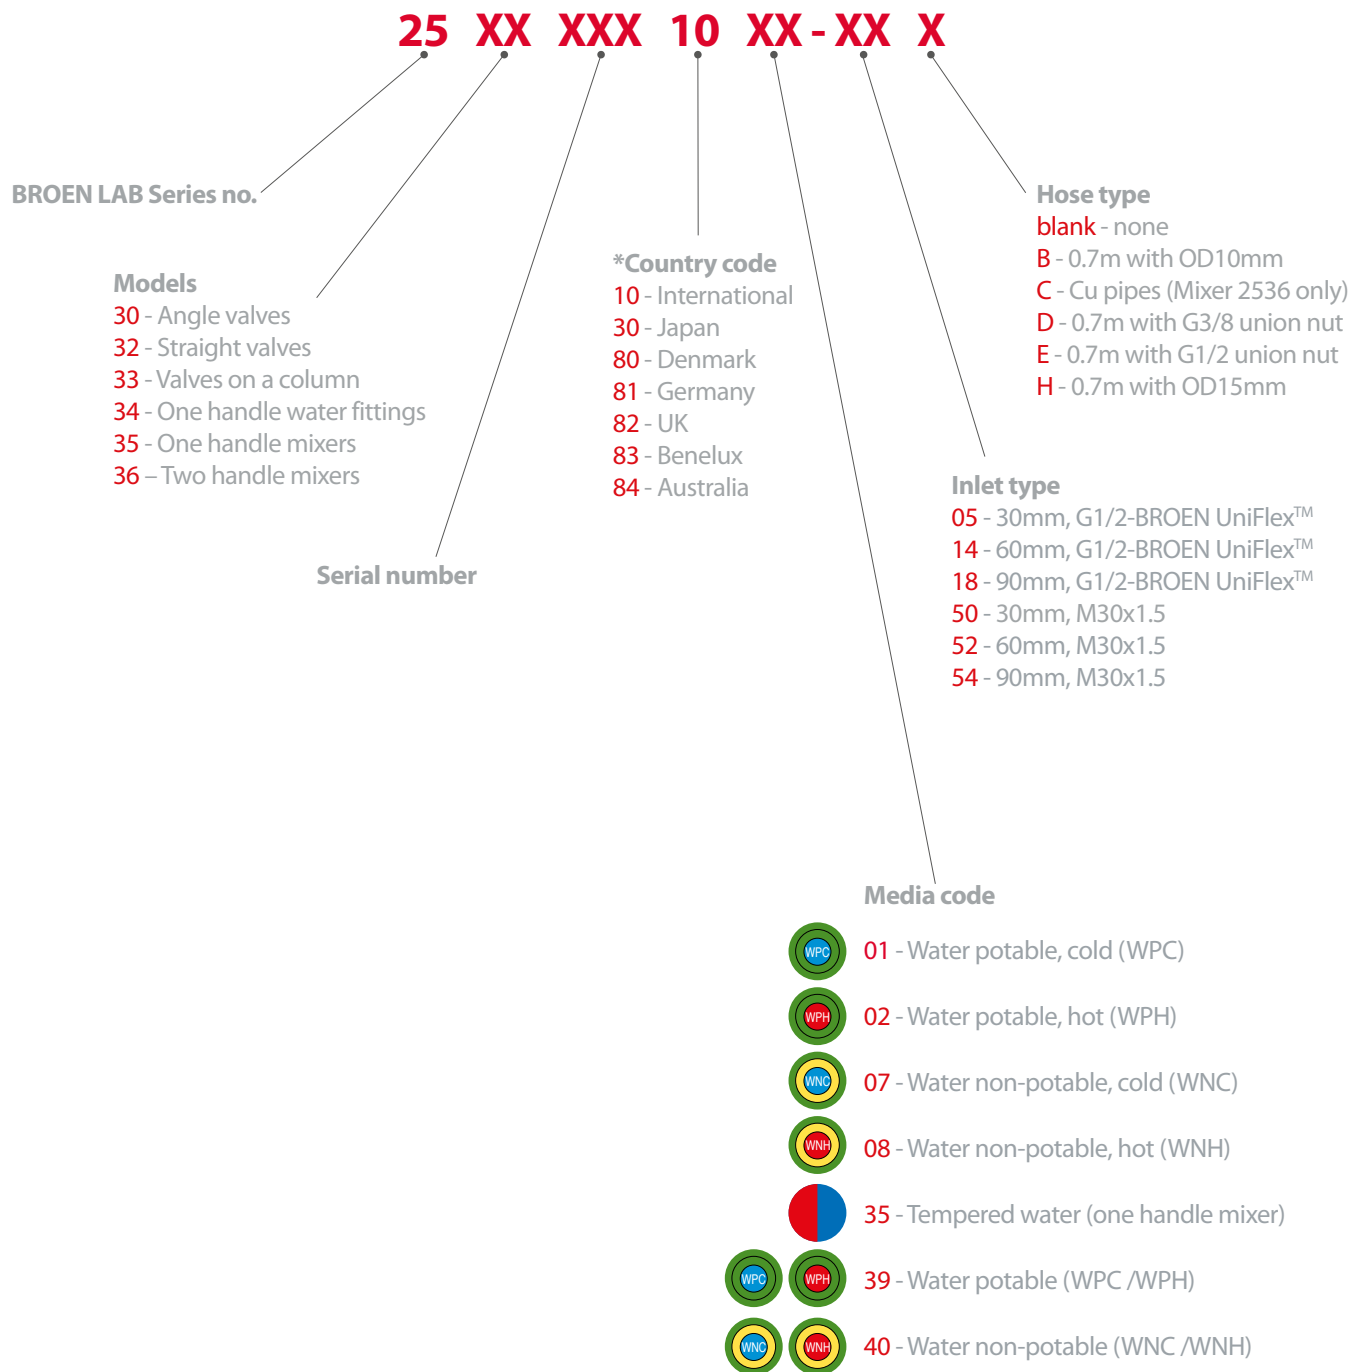 25 XX XXX 10 XX - XX X
BROEN LAB Series no.
Models
30 - Angle valves
32 - Straight valves
33 - Valves on a column
34 - One handle water fittings
35 - One handle mixers
36 – Two handle mixers
Serial number
*Country code
10 - International
30 - Japan
80 - Denmark
81 - Germany
82 - UK
83 - Benelux
84 - Australia
Hose type
blank - none
B - 0.7m with OD10mm
C - Cu pipes (Mixer 2536 only)
D - 0.7m with G3/8 union nut
E - 0.7m with G1/2 union nut
H - 0.7m with OD15mm
Inlet type
05 - 30mm, G1/2-BROEN UniFlex™
14 - 60mm, G1/2-BROEN UniFlex™
18 - 90mm, G1/2-BROEN UniFlex™
50 - 30mm, M30x1.5
52 - 60mm, M30x1.5
54 - 90mm, M30x1.5
Media code
WPC 01 - Water potable, cold (WPC)
WPH 02 - Water potable, hot (WPH)
WNC 07 - Water non-potable, cold (WNC)
WNH 08 - Water non-potable, hot (WNH)
35 - Tempered water (one handle mixer)
WPC WPH 39 - Water potable (WPC /WPH)
WNC WNH 40 - Water non-potable (WNC /WNH)